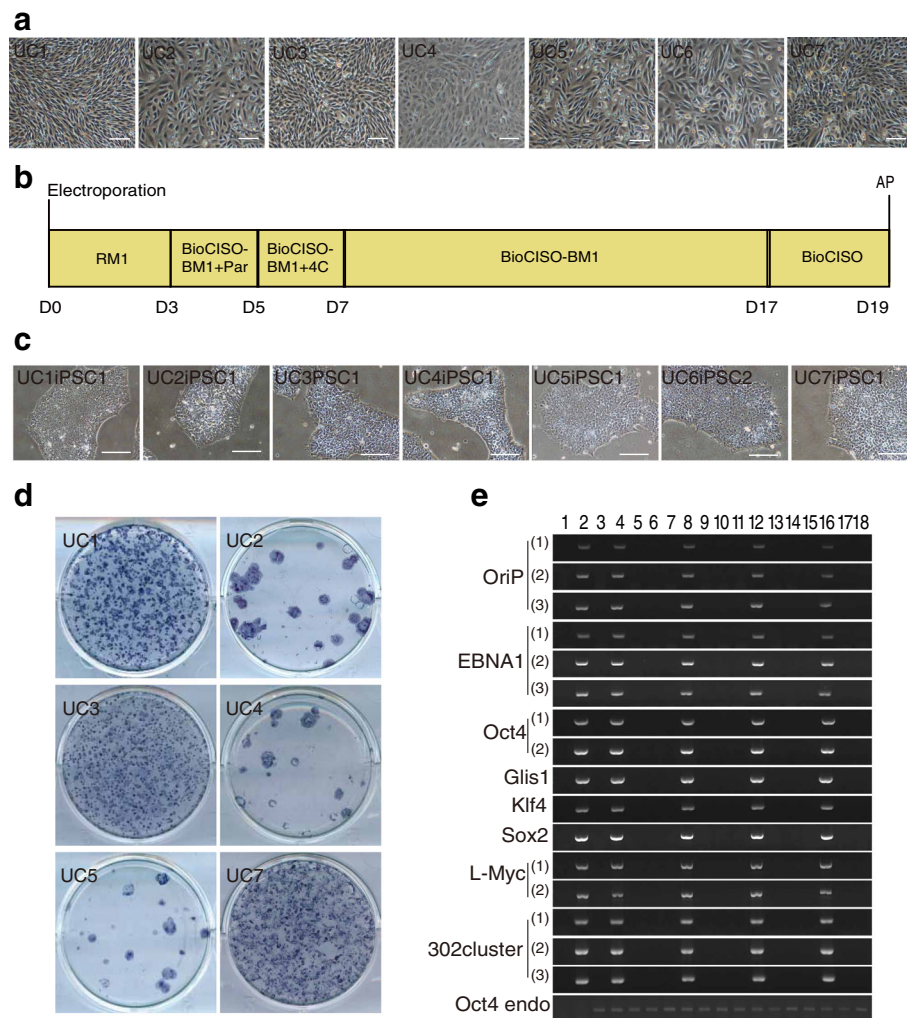 a
UC1 UC2 UC3 UC4 UC5 UC6 UC7
b
Electroporation AP
RM1 BioCISO-BM1+Par BioCISO-BM1+4C BioCISO-BM1 BioCISO
D0 D3 D5 D7 D17 D19
c
UC1iPSC1 UC2iPSC1 UC3PSC1 UC4iPSC1 UC5iPSC1 UC6iPSC2 UC7iPSC1
d
UC1 UC2
UC3 UC4
UC5 UC7
e
1 2 3 4 5 6 7 8 9 10 11 12 13 14 15 16 17 18
OriP (1)
(2)
(3)
EBNA1 (1)
(2)
(3)
Oct4 (1)
(2)
Glis1
Klf4
Sox2
L-Myc (1)
(2)
302cluster (1)
(2)
(3)
Oct4 endo